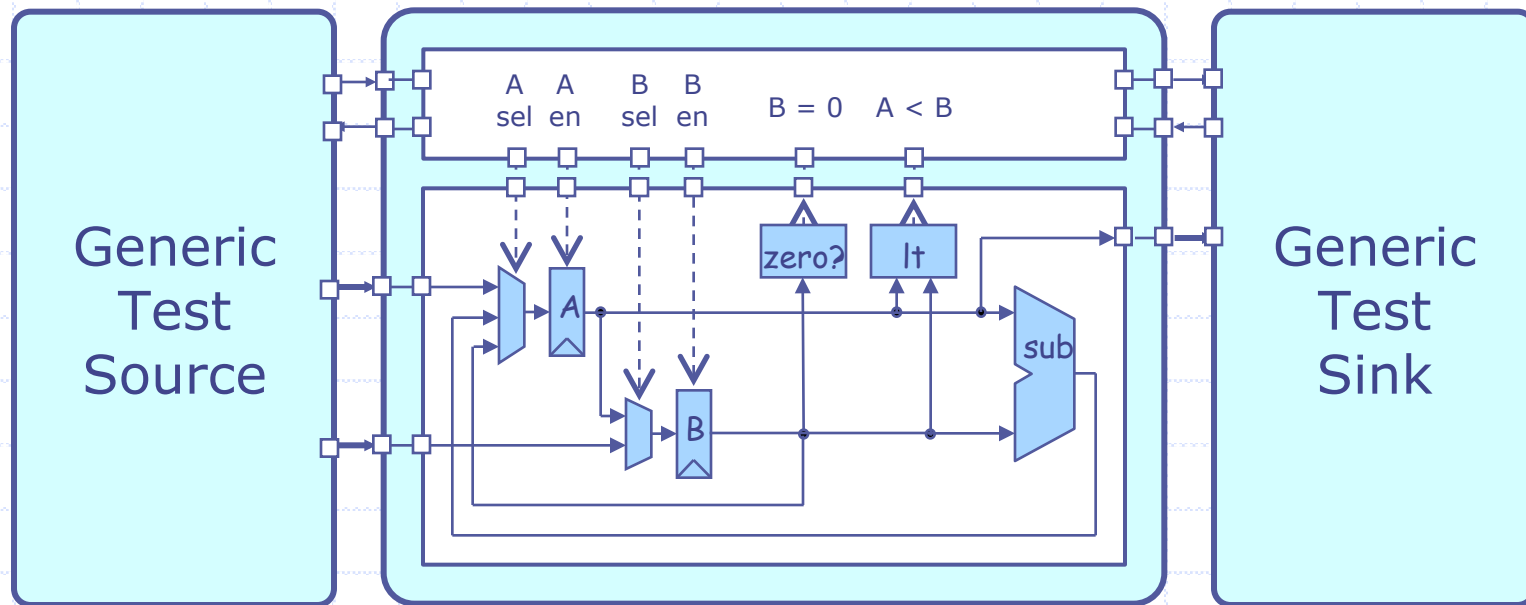 Generic
Test
Source
A
sel
A
en
B
sel
B
en
B = 0
A < B
zero?
lt
A
sub
B
Generic
Test
Sink